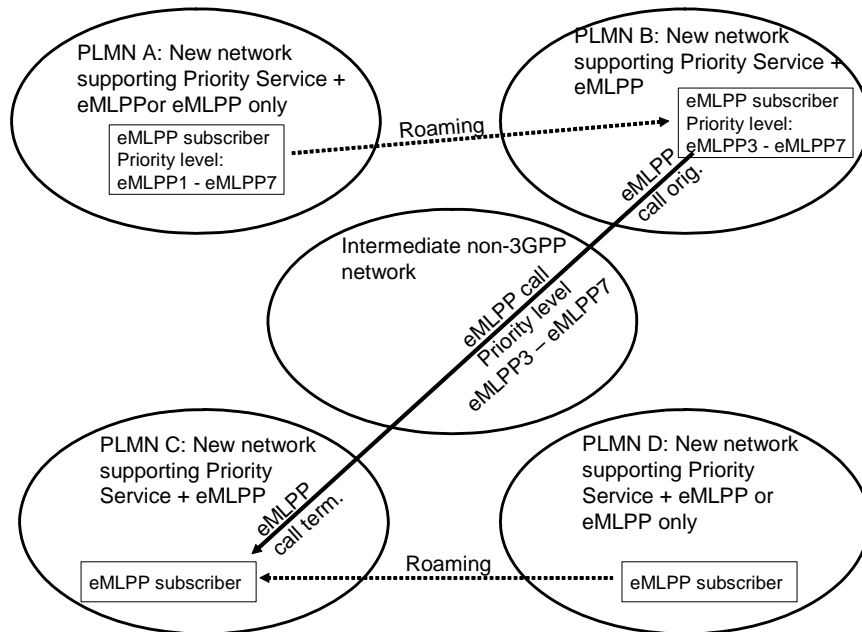 PLMN A: New network
supporting Priority Service +
eMLPPor eMLPP only
eMLPP subscriber
Priority level:
eMLPP1 - eMLPP7
Roaming
PLMN B: New network
supporting Priority Service +
eMLPP
eMLPP subscriber
Priority level:
eMLPP3 - eMLPP7
eMLPP
call orig.
Intermediate non-3GPP
network
eMLPP call
Priority level
eMLPP3 – eMLPP7
PLMN C: New network
supporting Priority
Service + eMLPP
eMLPP
call term.
eMLPP subscriber
Roaming
PLMN D: New network
supporting Priority
Service + eMLPP or
eMLPP only
eMLPP subscriber